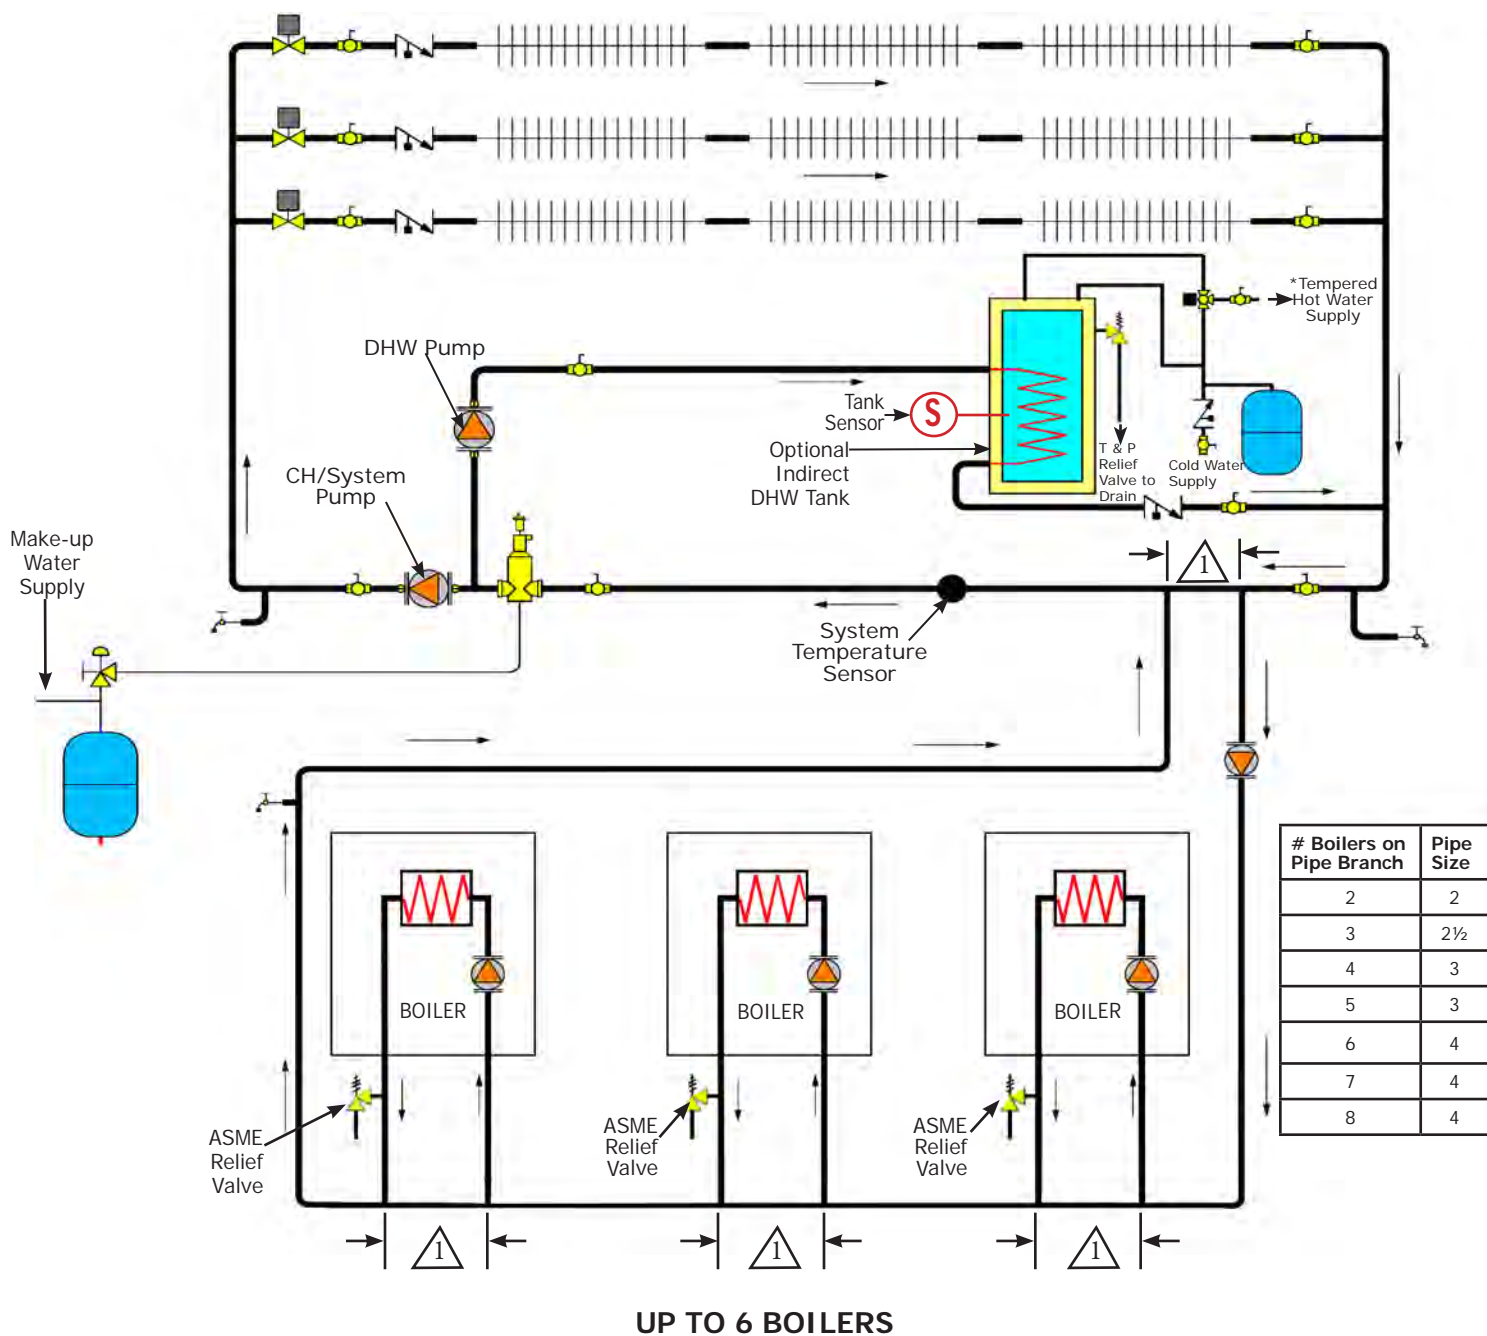 *Tempered
Hot Water
Supply
DHW Pump
Tank
Sensor
S
Optional
Indirect
DHW Tank
T & P
Relief
Valve to
Drain
Cold Water
Supply
CH/System
Pump
Make-up
Water
Supply
1
System
Temperature
Sensor
# Boilers on
Pipe Branch
Pipe
Size
2 2
3 2½
4 3
5 3
6 4
7 4
8 4
BOILER
BOILER
BOILER
ASME
Relief
Valve
ASME
Relief
Valve
ASME
Relief
Valve
1
1
1
UP TO 6 BOILERS